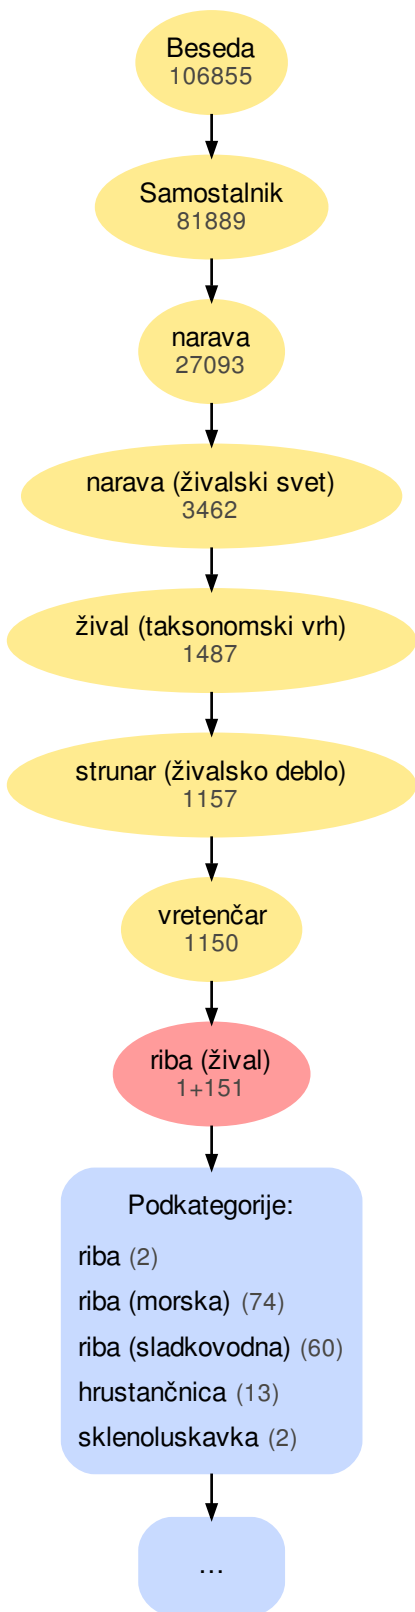 Beseda
106855
Samostalnik
81889
narava
27093
narava (živalski svet)
3462
žival (taksonomski vrh)
1487
strunar (živalsko deblo)
1157
vretenčar
1150
riba (žival)
1+151
Podkategorije:
riba (2)
riba (morska) (74)
riba (sladkovodna) (60)
hrustančnica (13)
sklenoluskavka (2)
...